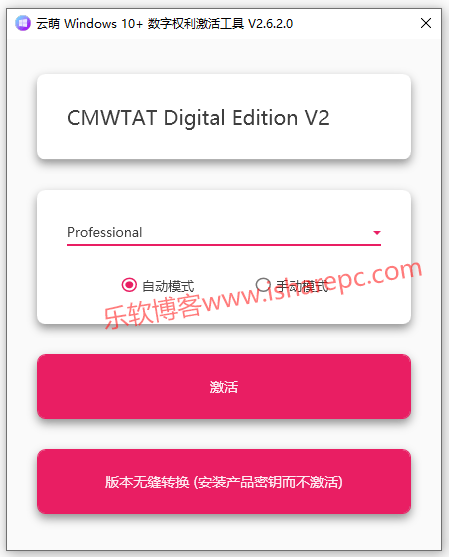 云萌 Windows 10+ 数字权利激活工具 V2.6.2.0
CMWTAT Digital Edition V2
Professional
自动模式 手动模式
乐软博客www.isharepc.com
激活
版本无缝转换 (安装产品密钥而不激活)